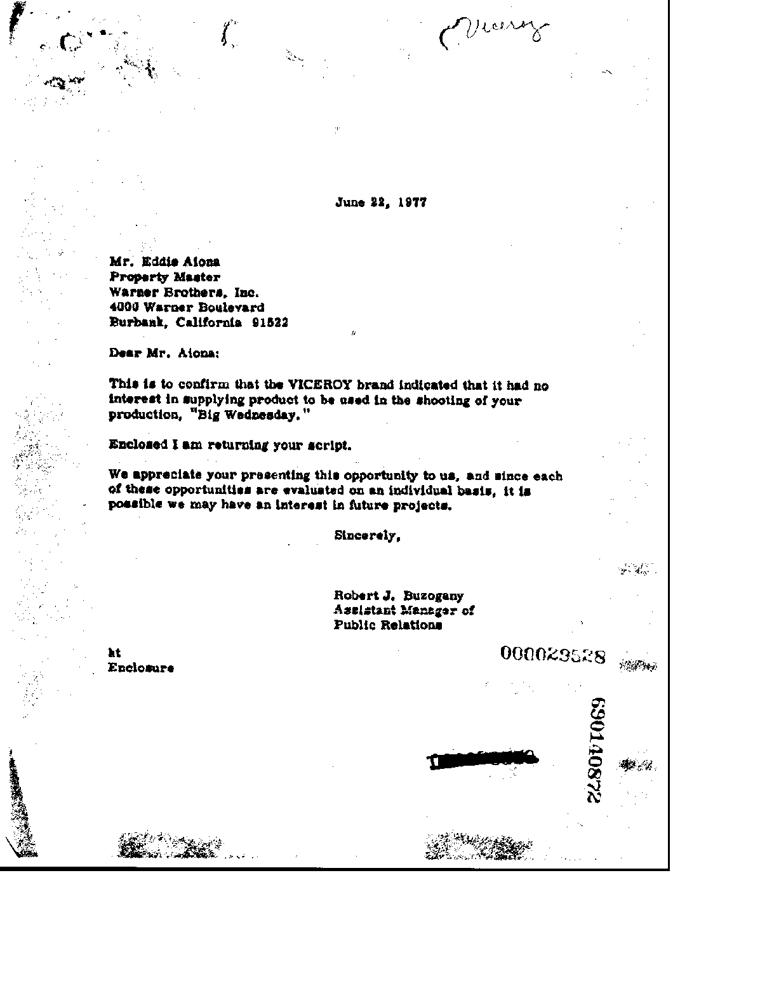 Viceroy
June 22, 1977
Mr. Eddie Aiona
Property Master
Warner Brothers, Inc.
4000 Warner Boulevard
Burbank, California 91522
Dear Mr. Aiona:
This is to confirm that the VICEROY brand indicated that it had no
interest in supplying product to be used in the shooting of your
production, "Big Wednesday."
Enclosed I am returning your script.
We appreciate your presenting this opportunity to us, and since each
of these opportunities are evaluated on an individual basis, it is
possible we may have an interest in future projects.
Sincerely,
Robert J. Buzogany
Assistant Manager of
Public Relations
kt
Enclosure
000029528
690140872